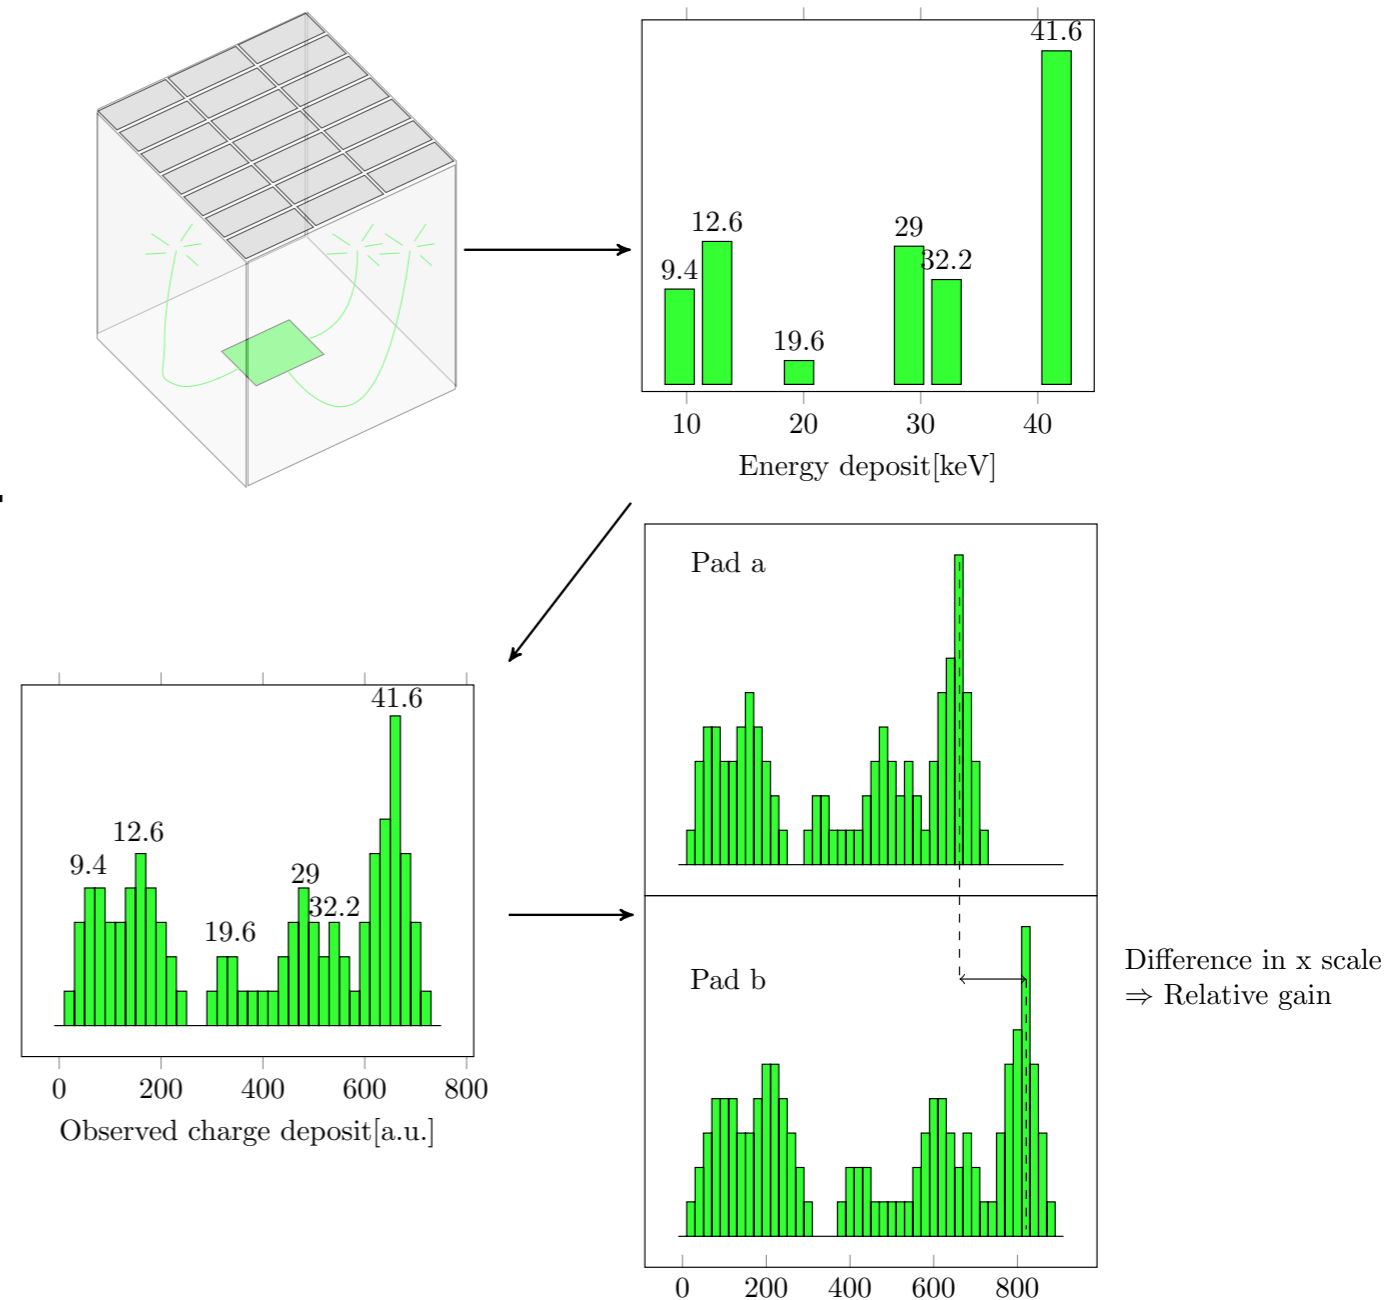 41.6
12.6
29
32.2
9.4
19.6
10 20 30 40
Energy deposit[keV]
Pad a
41.6
12.6
9.4
29
32.2
19.6
0 200 400 600 800
Observed charge deposit[a.u.]
Pad b
Difference in x scale
⇒ Relative gain
0 200 400 600 800